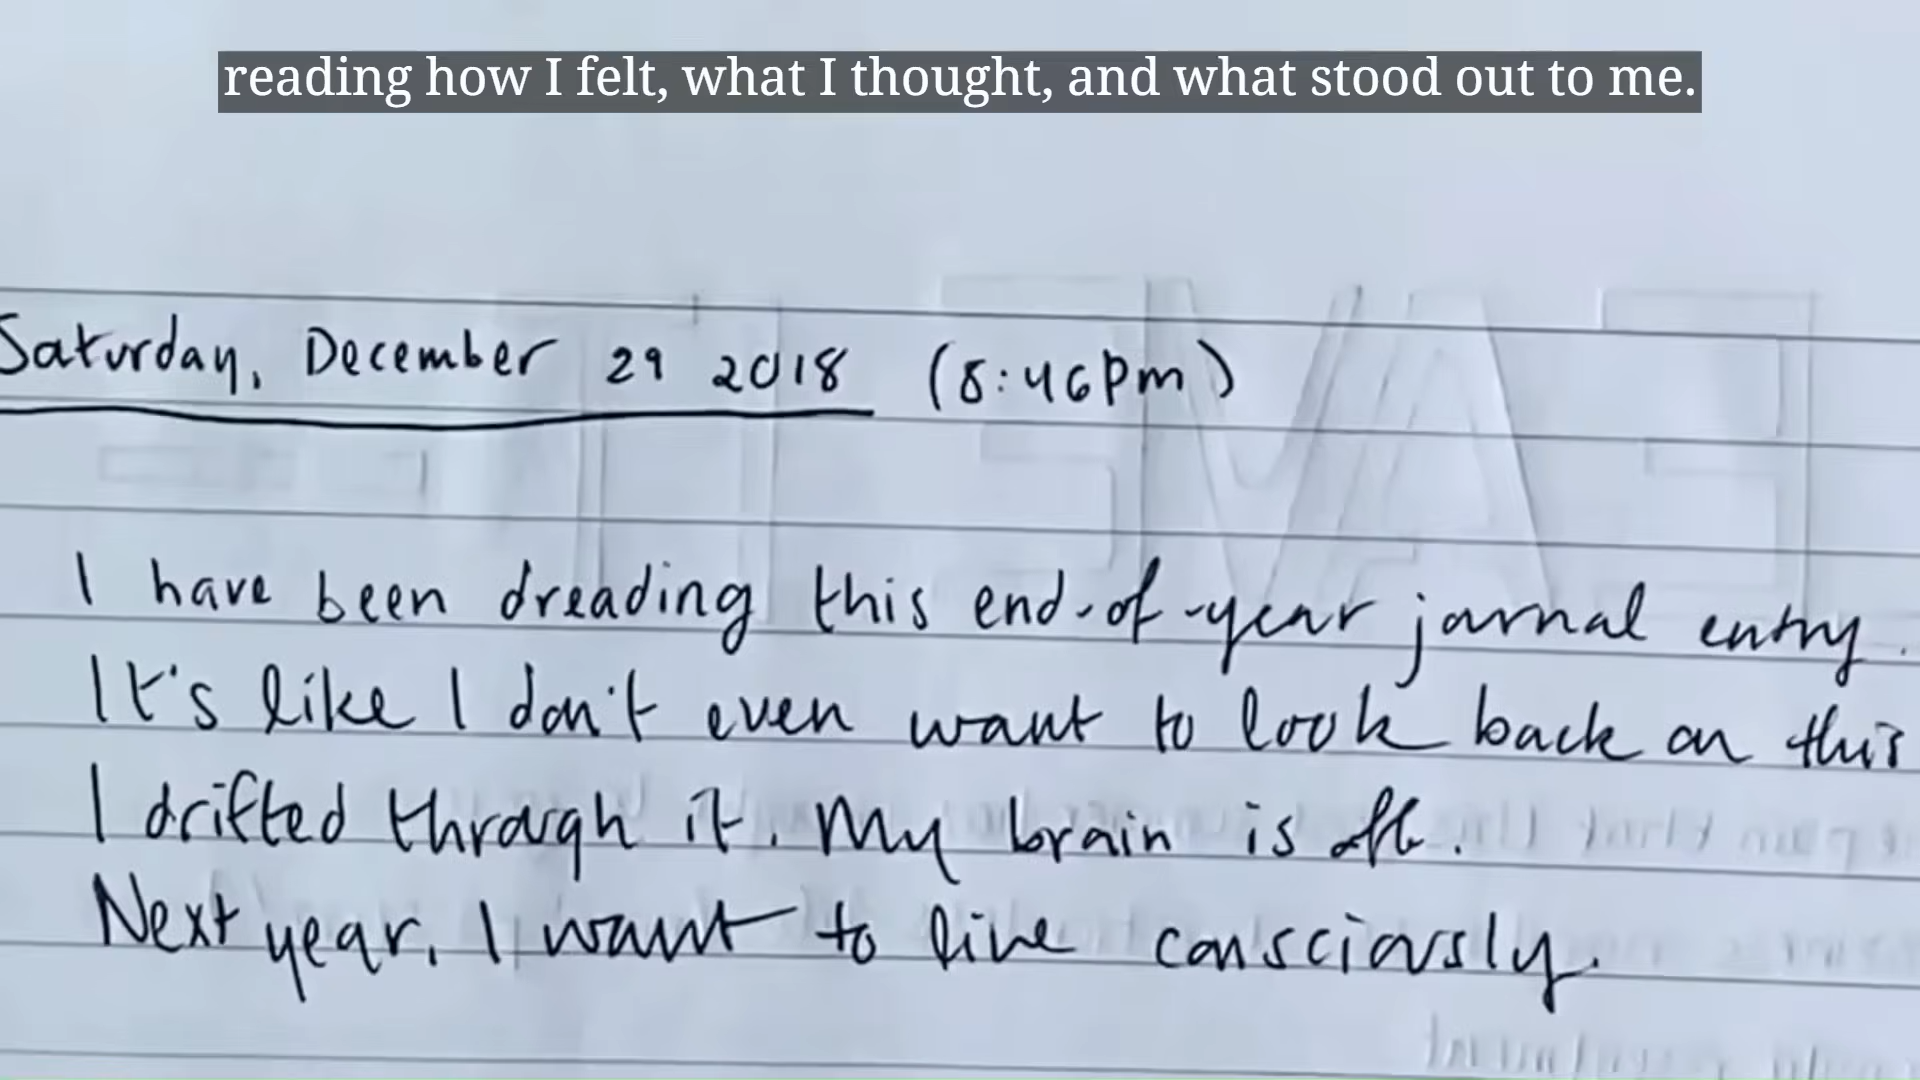 reading how I felt, what I thought, and what stood out to me.
Saturday, December 29 2018 (8:46pm)
I have been dreading this end-of-year journal entry.
It's like I don't even want to look back on this
I drifted through it. My brain is off.
Next year, I want to live consciously.